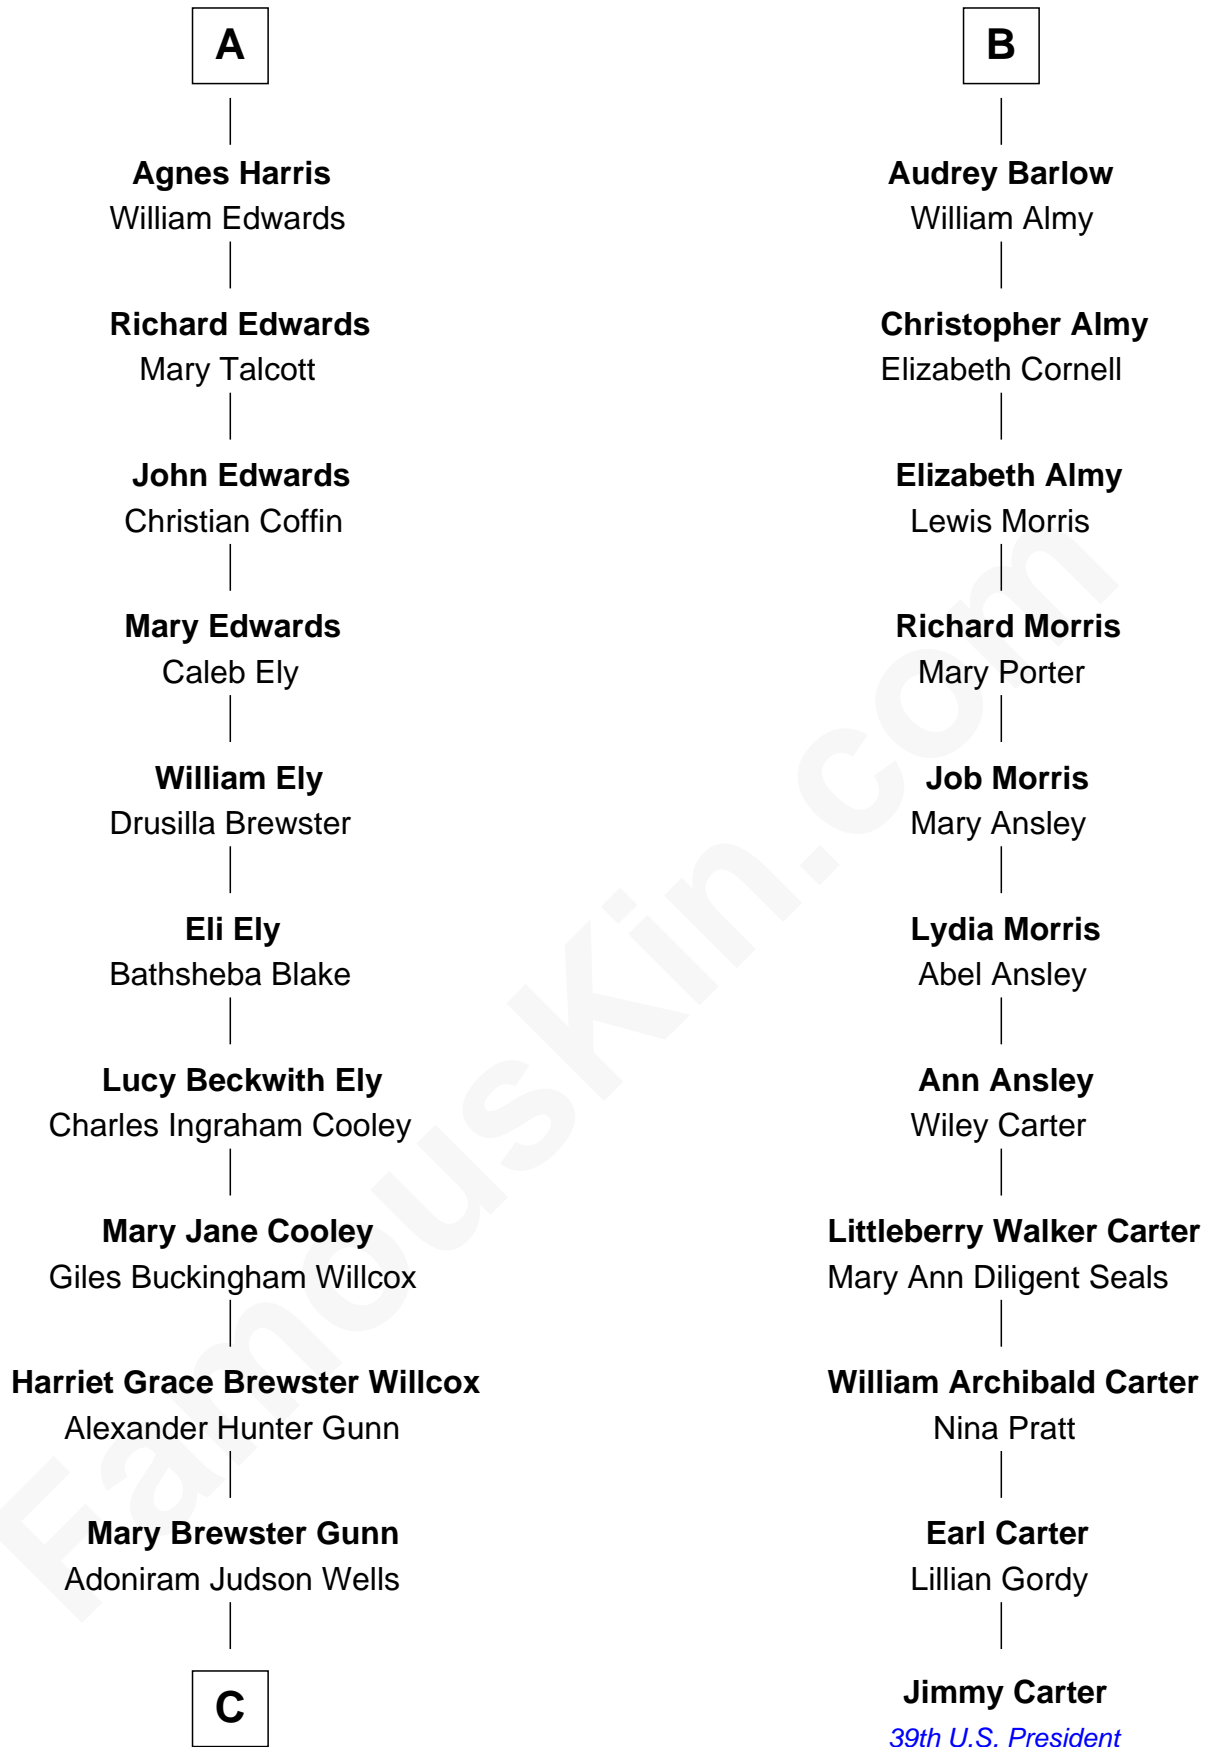 A
Agnes Harris
William Edwards
Richard Edwards
Mary Talcott
John Edwards
Christian Coffin
Mary Edwards
Caleb Ely
William Ely
Drusilla Brewster
Eli Ely
Bathsheba Blake
Lucy Beckwith Ely
Charles Ingraham Cooley
Mary Jane Cooley
Giles Buckingham Willcox
Harriet Grace Brewster Willcox
Alexander Hunter Gunn
Mary Brewster Gunn
Adoniram Judson Wells
C
B
Audrey Barlow
William Almy
Christopher Almy
Elizabeth Cornell
Elizabeth Almy
Lewis Morris
Richard Morris
Mary Porter
Job Morris
Mary Ansley
Lydia Morris
Abel Ansley
Ann Ansley
Wiley Carter
Littleberry Walker Carter
Mary Ann Diligent Seals
William Archibald Carter
Nina Pratt
Earl Carter
Lillian Gordy
Jimmy Carter
39th U.S. President
FamousKin.com